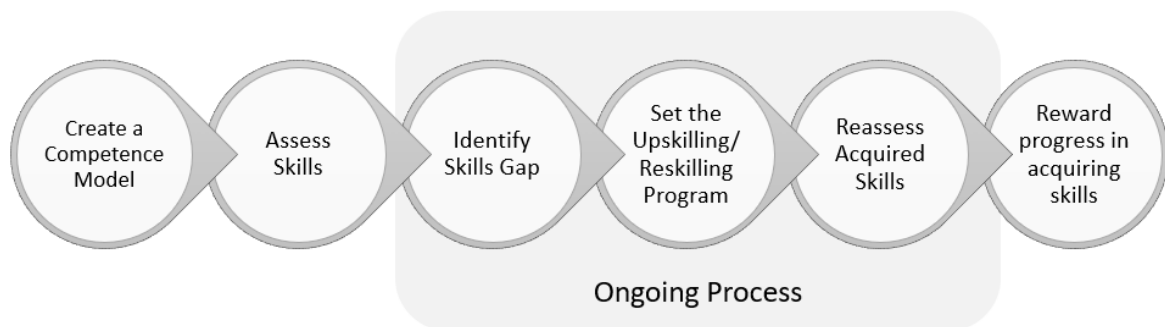 Create a
Competence
Model
Assess
Skills
Identify
Skills Gap
Set the
Upskilling/
Reskilling
Program
Reassess
Acquired
Skills
Reward
progress in
acquiring
skills
Ongoing Process